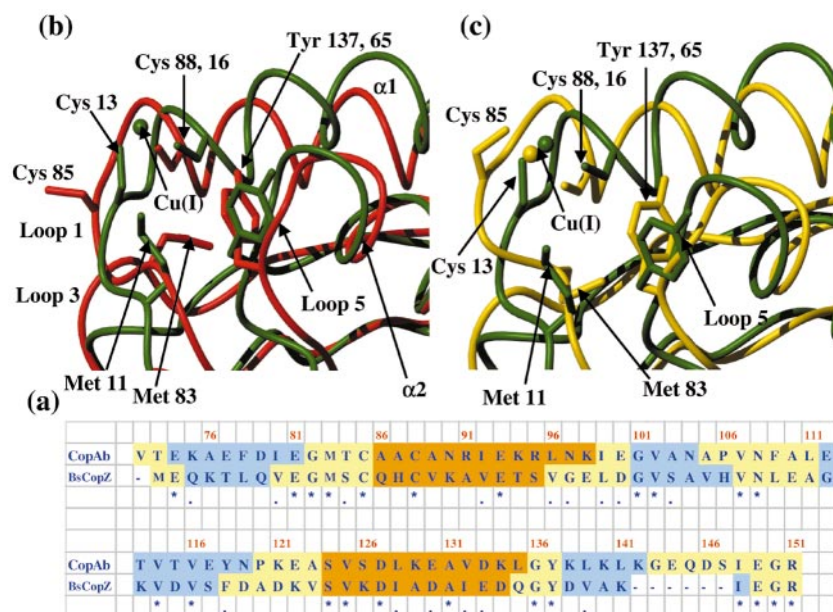 (b)
(c)
Tyr 137, 65
Tyr 137, 65
Cys 88, 16
Cys 88, 16
α1
Cys 13
Cys 85
Cys 85
Cu(I)
Cu(I)
Loop 1
Cys 13
Loop 3
Loop 5
Loop 5
Met 11
Met 83
α2
Met 11
Met 83
(a)
76 81 86 91 96 101 106 111
CopAb V T E K A E F D I E G M T C A A C A N R I E K R L N K I E G V A N A P V N F A L E
BsCopZ - M E Q K T L Q V E G M S C Q H C V K A V E T S V G E L D G V S A V H V N L E A G
116 121 126 131 136 141 146 151
CopAb T V T V E Y N P K E A S V S D L K E A V D K L G Y K L K L K G E Q D S I E G R
BsCopZ K V D V S F D A D K V S V K D I A D A I E D Q G Y D V A K - - - - - - I E G R